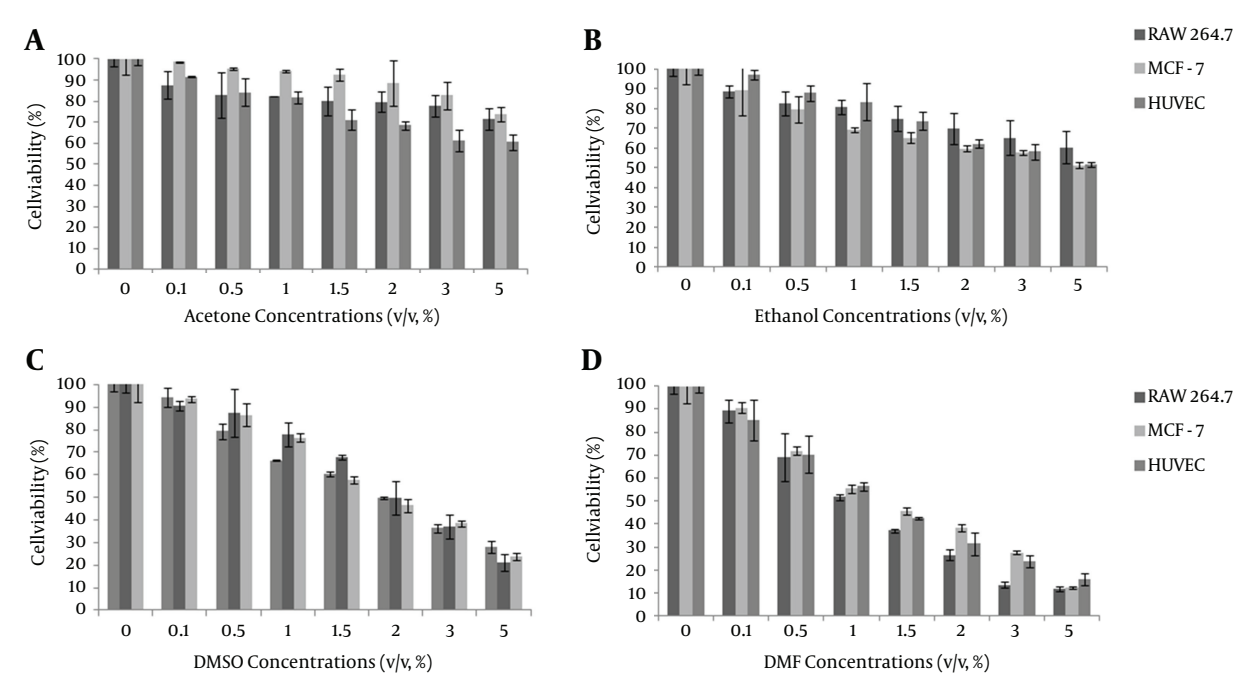 A
100
90
80
70
60
50
40
30
20
10
0
Cellviability (%)
0 0.1 0.5 1 1.5 2 3 5
Acetone Concentrations (v/v, %)
B
100
90
80
70
60
50
40
30
20
10
0
Cellviability (%)
0 0.1 0.5 1 1.5 2 3 5
Ethanol Concentrations (v/v, %)
RAW 264.7
MCF - 7
HUVEC
C
100
90
80
70
60
50
40
30
20
10
0
Cellviability (%)
0 0.1 0.5 1 1.5 2 3 5
DMSO Concentrations (v/v, %)
D
100
90
80
70
60
50
40
30
20
10
0
Cellviability (%)
0 0.1 0.5 1 1.5 2 3 5
DMF Concentrations (v/v, %)
RAW 264.7
MCF - 7
HUVEC